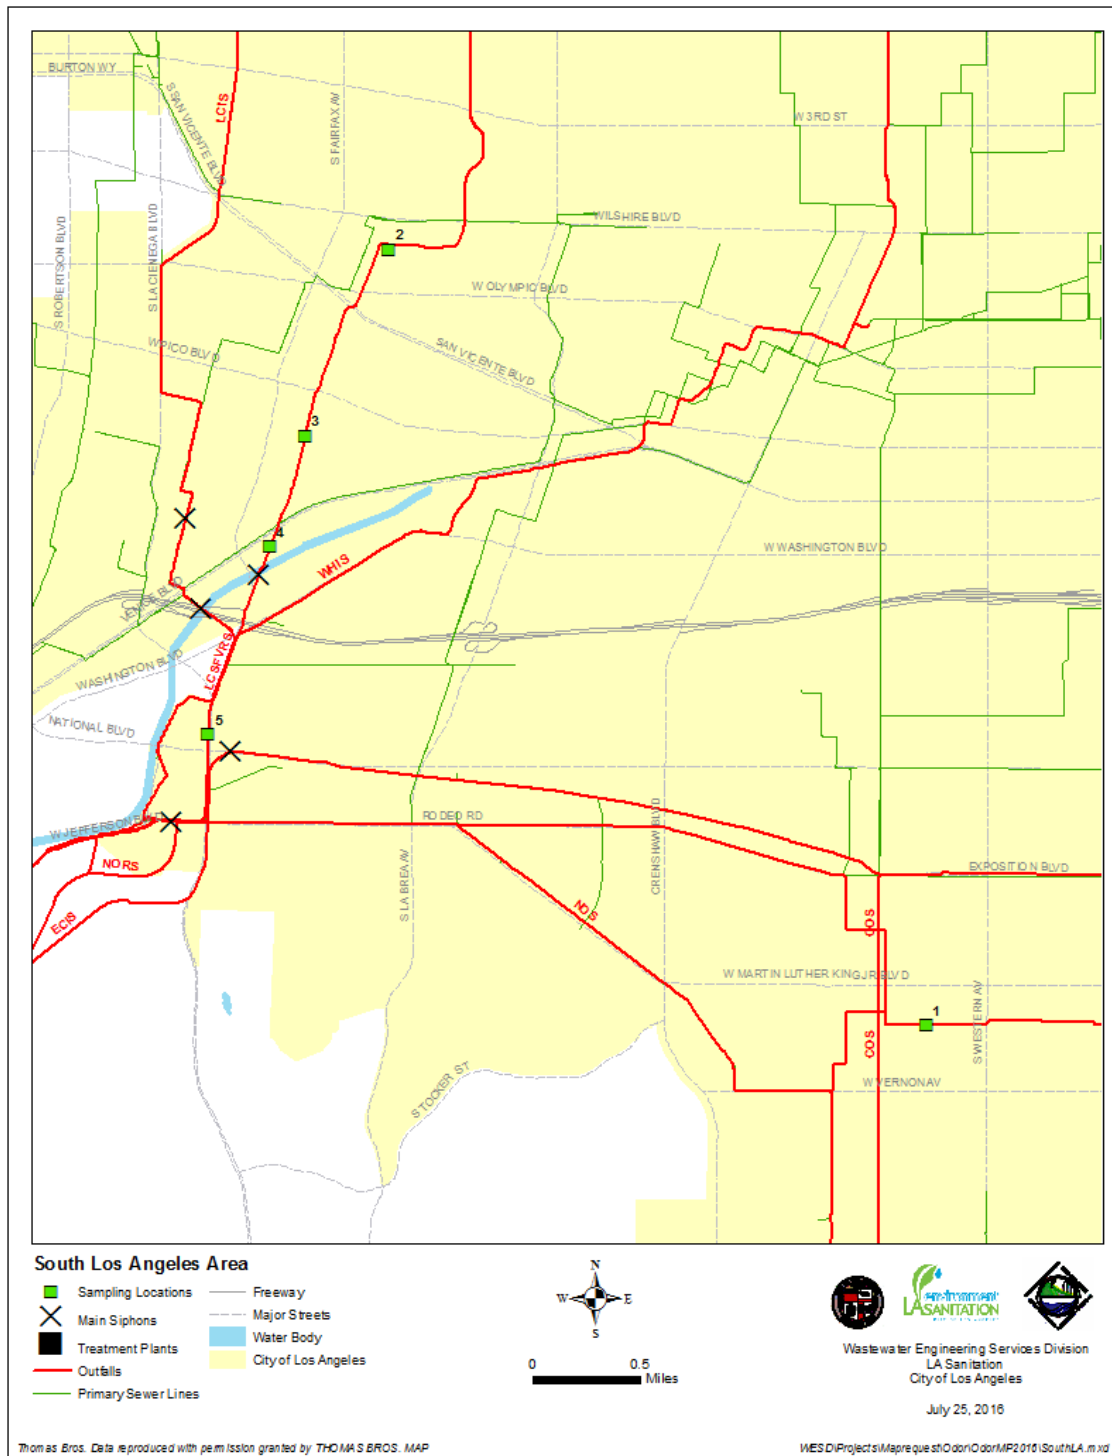 BURTON WY
S SAN VICENTE BLVD
LCIS
S FAIRFAX AV
W 3RD ST
S ROBERTSON BLVD
S LA CIENEGA BLVD
2
WILSHIRE BLVD
W OLYMPIC BLVD
W PICO BLVD
SAN VICENTE BLVD
3
4
WHIS
W WASHINGTON BLVD
VENICE BLVD
LCSFVRS
WASHINGTON BLVD
NATIONAL BLVD
5
W JEFFERSON BLVD
RODEO RD
NORS
ECIS
S LA BREA AV
CRENSHAW BLVD
NOS
EXPOSITION BLVD
COS
W MARTIN LUTHER KING JR BLVD
1
S WESTERN AV
COS
W VERNON AV
S TOCKER ST
South Los Angeles Area
Sampling Locations
Main Siphons
Treatment Plants
Outfalls
Primary Sewer Lines
Freeway
Major Streets
Water Body
City of Los Angeles
N
W E
S
0 0.5
Miles
environment
LA SANITATION
Wastewater Engineering Services Division
LA Sanitation
City of Los Angeles
July 25, 2016
Thomas Bros. Data reproduced with permission granted by THOMAS BROS. MAP
WESD\Projects\Maprequest\Odor\OdorMP2016\SouthLA.mxd